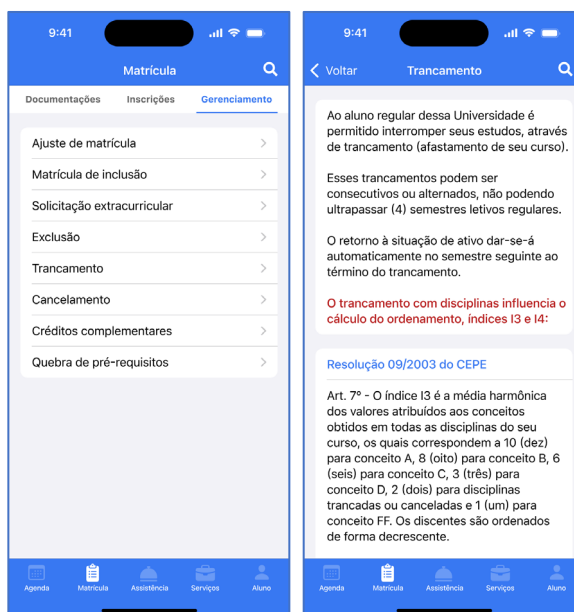 9:41
Matrícula
Documentações Inscrições Gerenciamento
Ajuste de matrícula
Matrícula de inclusão
Solicitação extracurricular
Exclusão
Trancamento
Cancelamento
Créditos complementares
Quebra de pré-requisitos
Agenda Matrícula Assistência Serviços Aluno
9:41
Voltar Trancamento
Ao aluno regular dessa Universidade é
permitido interromper seus estudos, através
de trancamento (afastamento de seu curso).
Esses trancamentos podem ser
consecutivos ou alternados, não podendo
ultrapassar (4) semestres letivos regulares.
O retorno à situação de ativo dar-se-á
automaticamente no semestre seguinte ao
término do trancamento.
O trancamento com disciplinas influencia o
cálculo do ordenamento, índices I3 e I4:
Resolução 09/2003 do CEPE
Art. 7º - O índice I3 é a média harmônica
dos valores atribuídos aos conceitos
obtidos em todas as disciplinas do seu
curso, os quais correspondem a 10 (dez)
para conceito A, 8 (oito) para conceito B, 6
(seis) para conceito C, 3 (três) para
conceito D, 2 (dois) para disciplinas
trancadas ou canceladas e 1 (um) para
conceito FF. Os discentes são ordenados
de forma decrescente.
Agenda Matrícula Assistência Serviços Aluno